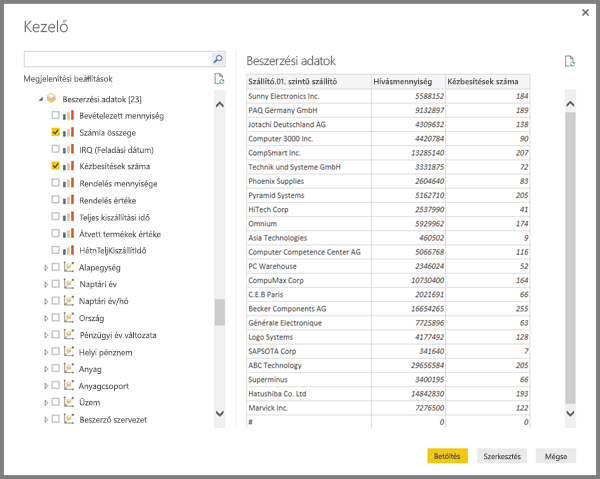 Kezelő
Megjelenítési beállítások
Beszerzési adatok [23]
Bevételezett mennyiség
Számla összege
IRQ (Feladási dátum)
Kézbesítések száma
Rendelés mennyisége
Rendelés értéke
Teljes kiszállítási idő
Átvett termékek értéke
HétnTeljKiszállítIdő
Alapegység
Naptári év
Naptári év/hó
Ország
Pénzügyi év változata
Helyi pénznem
Anyag
Anyagcsoport
Üzem
Beszerző szervezet
Beszerzési adatok
Szállító.01. szintű szállító Hívásmennyiség Kézbesítések száma
Sunny Electronics Inc. 5588152 184
PAQ Germany GmbH 9132897 189
Jotachi Deutschland AG 4309632 138
Computer 3000 Inc. 4420784 90
CompSmart Inc. 13285140 207
Technik und Systeme GmbH 3331875 72
Phoenix Supplies 2604640 83
Pyramid Systems 5162710 205
HiTech Corp 2537990 41
Omnium 5929962 174
Asia Technologies 460502 9
Computer Competence Center AG 5066768 116
PC Warehouse 2346024 52
CompuMax Corp 10730400 164
C.E.B Paris 2021691 66
Becker Components AG 16654265 255
Générale Electronique 7725896 63
Logo Systems 4177492 128
SAPSOTA Corp 341640 7
ABC Technology 29656584 205
Superminus 3400195 66
Hatushiba Co. Ltd 14842830 193
Marvick Inc. 7276500 122
# 0 0
Betöltés Szerkesztés Mégse